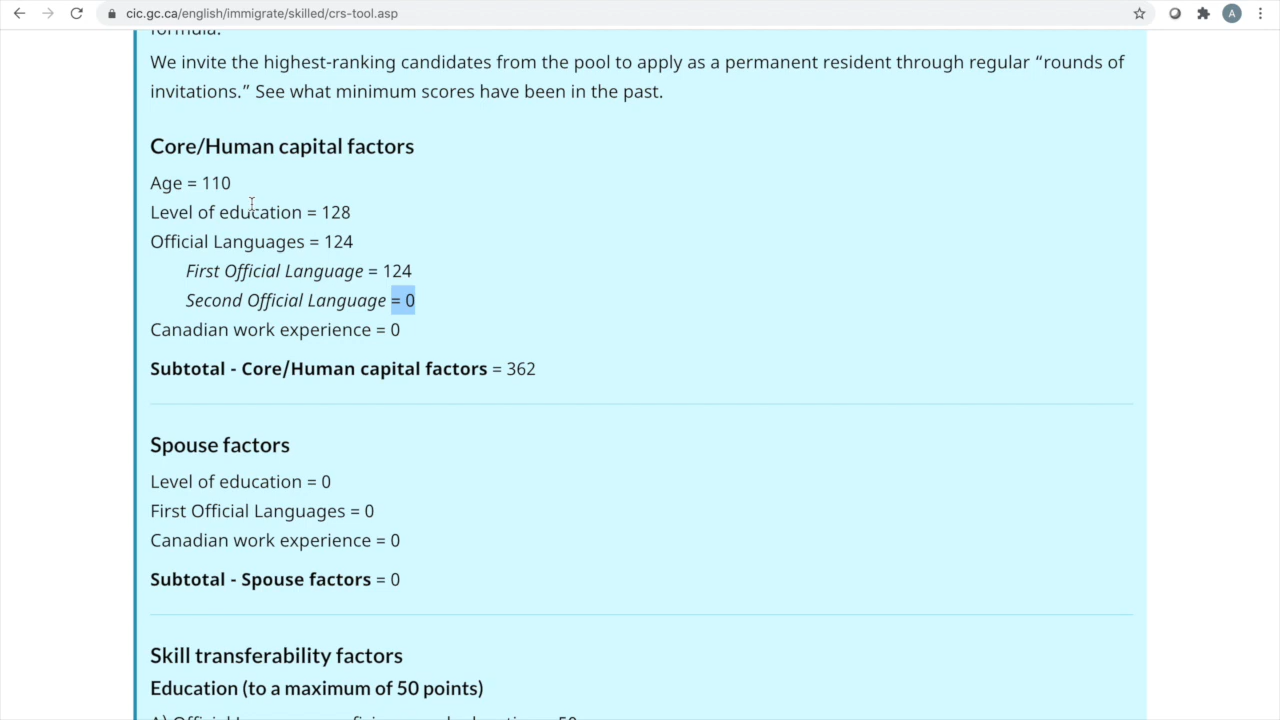 cic.gc.ca/english/immigrate/skilled/crs-tool.asp
A
formula.
We invite the highest-ranking candidates from the pool to apply as a permanent resident through regular “rounds of
invitations.” See what minimum scores have been in the past.
Core/Human capital factors
Age = 110
Level of education = 128
Official Languages = 124
First Official Language = 124
Second Official Language = 0
Canadian work experience = 0
Subtotal - Core/Human capital factors = 362
Spouse factors
Level of education = 0
First Official Languages = 0
Canadian work experience = 0
Subtotal - Spouse factors = 0
Skill transferability factors
Education (to a maximum of 50 points)